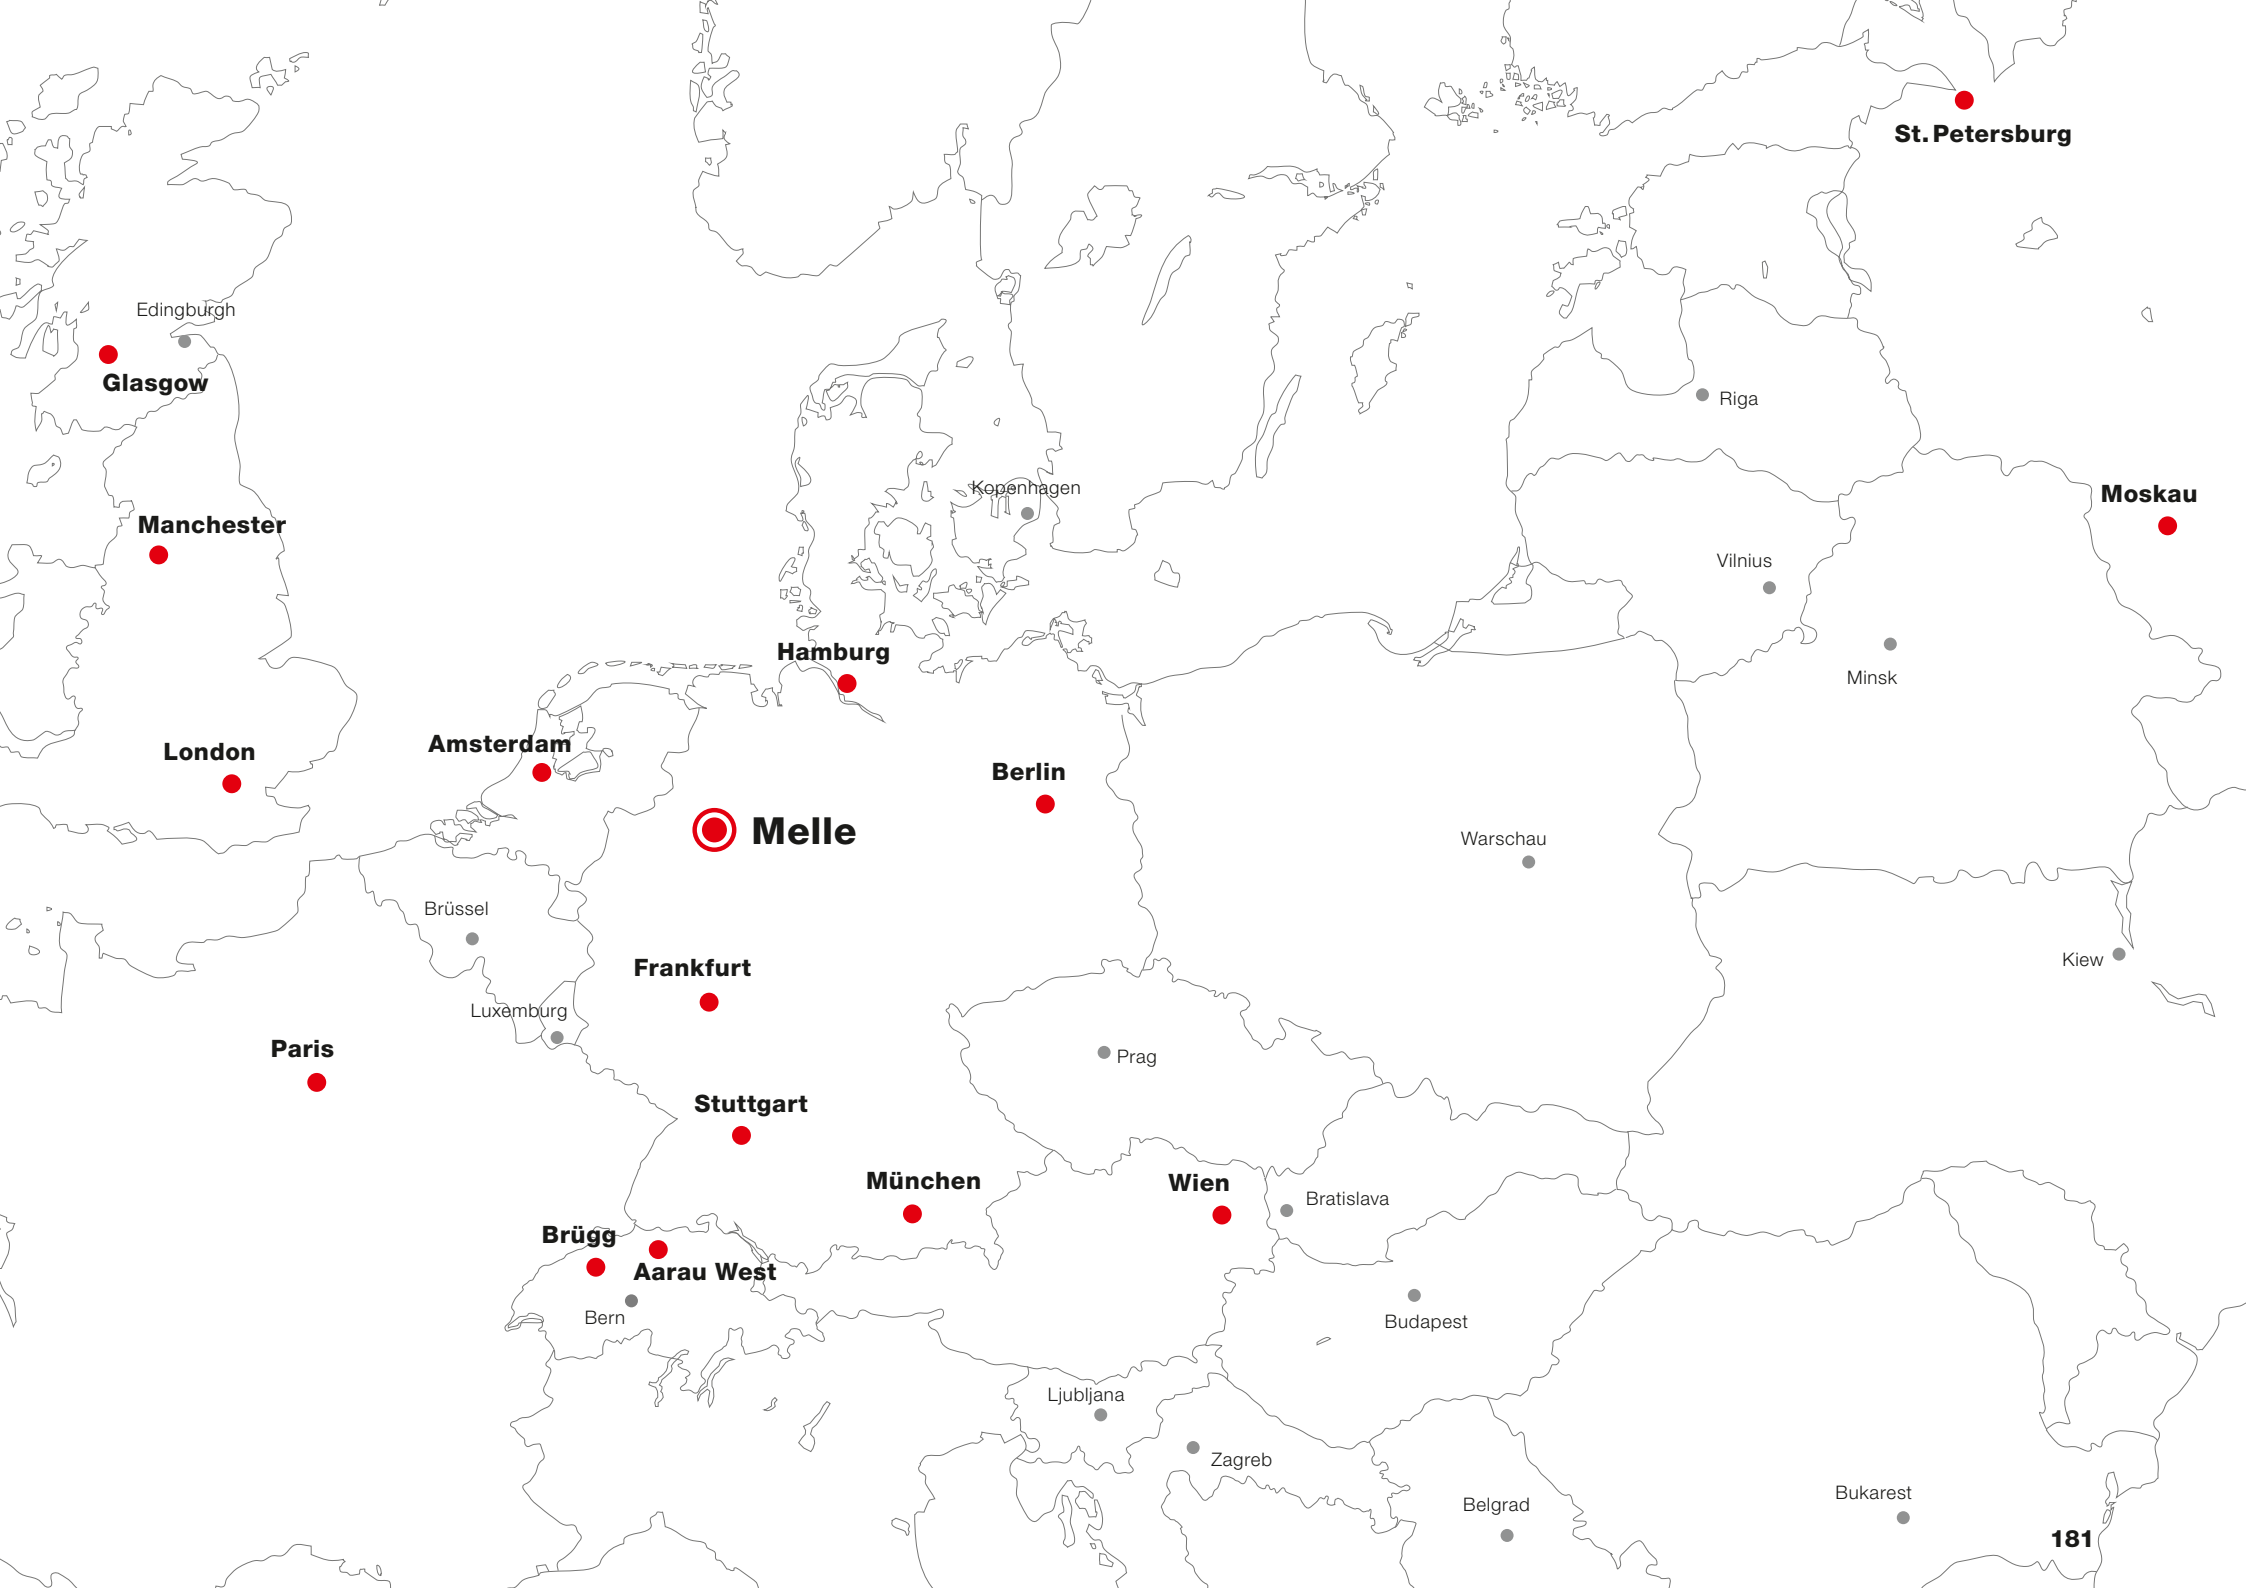 St. Petersburg
Edingburgh
Glasgow
Riga
Kopenhagen
Moskau
Manchester
Vilnius
Hamburg
Minsk
Amsterdam
London
Berlin
Melle
Warschau
Brüssel
Kiew
Frankfurt
Luxemburg
Paris
Prag
Stuttgart
München
Wien
Bratislava
Brügg
Aarau West
Bern
Budapest
Ljubljana
Zagreb
Bukarest
Belgrad
181